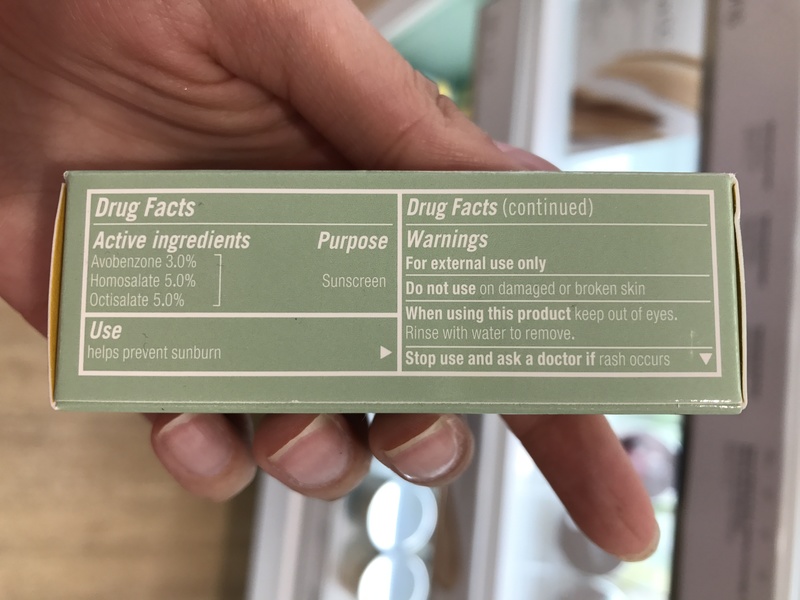 Drug Facts
Active ingredients Purpose
Avobenzone 3.0%
Homosalate 5.0% Sunscreen
Octisalate 5.0%
Use
helps prevent sunburn
Drug Facts (continued)
Warnings
For external use only
Do not use on damaged or broken skin
When using this product keep out of eyes.
Rinse with water to remove.
Stop use and ask a doctor if rash occurs